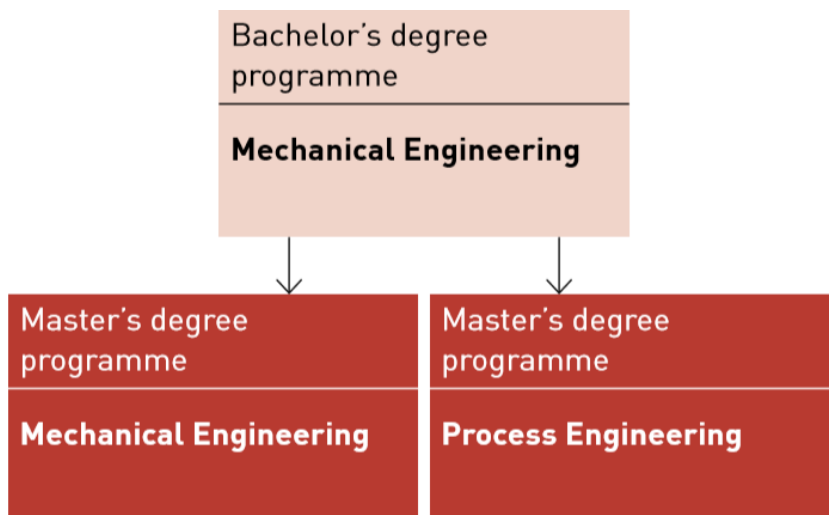 Bachelor’s degree
programme
Mechanical Engineering
Master’s degree
programme
Mechanical Engineering
Master’s degree
programme
Process Engineering